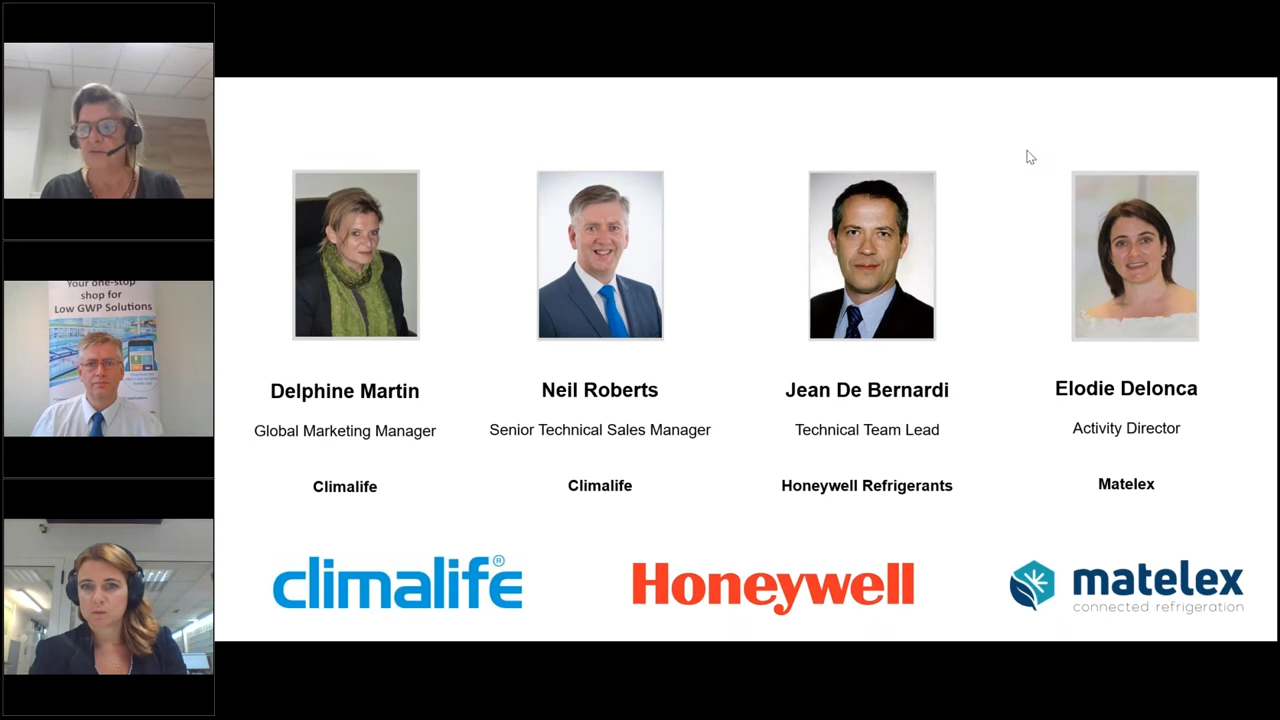 Your one-stop
shop for
Low GWP Solutions
Delphine Martin
Global Marketing Manager
Climalife
Neil Roberts
Senior Technical Sales Manager
Climalife
Jean De Bernardi
Technical Team Lead
Honeywell Refrigerants
Elodie Delonca
Activity Director
Matelex
climalife®
Honeywell
matelex
connected refrigeration